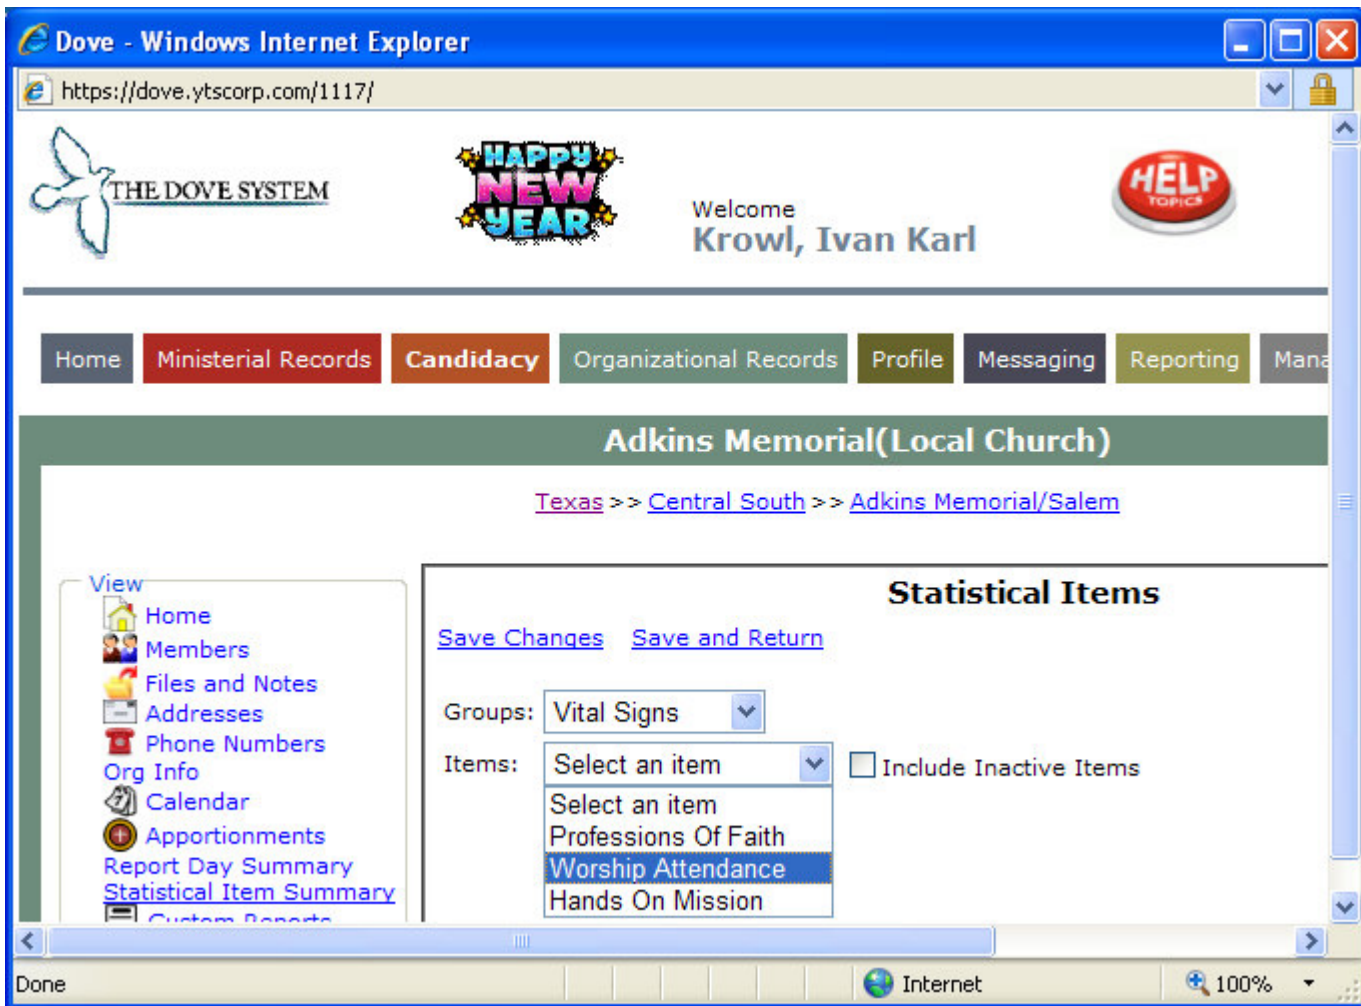 Dove - Windows Internet Explorer
https://dove.ytscorp.com/1117/
THE DOVE SYSTEM
HAPPY
NEW
YEAR
Welcome
Krowl, Ivan Karl
HELP
TOPICS
Home Ministerial Records Candidacy Organizational Records Profile Messaging Reporting Mana
Adkins Memorial(Local Church)
Texas >> Central South >> Adkins Memorial/Salem
View
Home
Members
Files and Notes
Addresses
Phone Numbers
Org Info
Calendar
Apportionments
Report Day Summary
Statistical Item Summary
Custom Reports
Statistical Items
Save Changes Save and Return
Groups: Vital Signs
Items: Select an item Include Inactive Items
Select an item
Professions Of Faith
Worship Attendance
Hands On Mission
Done Internet 100%